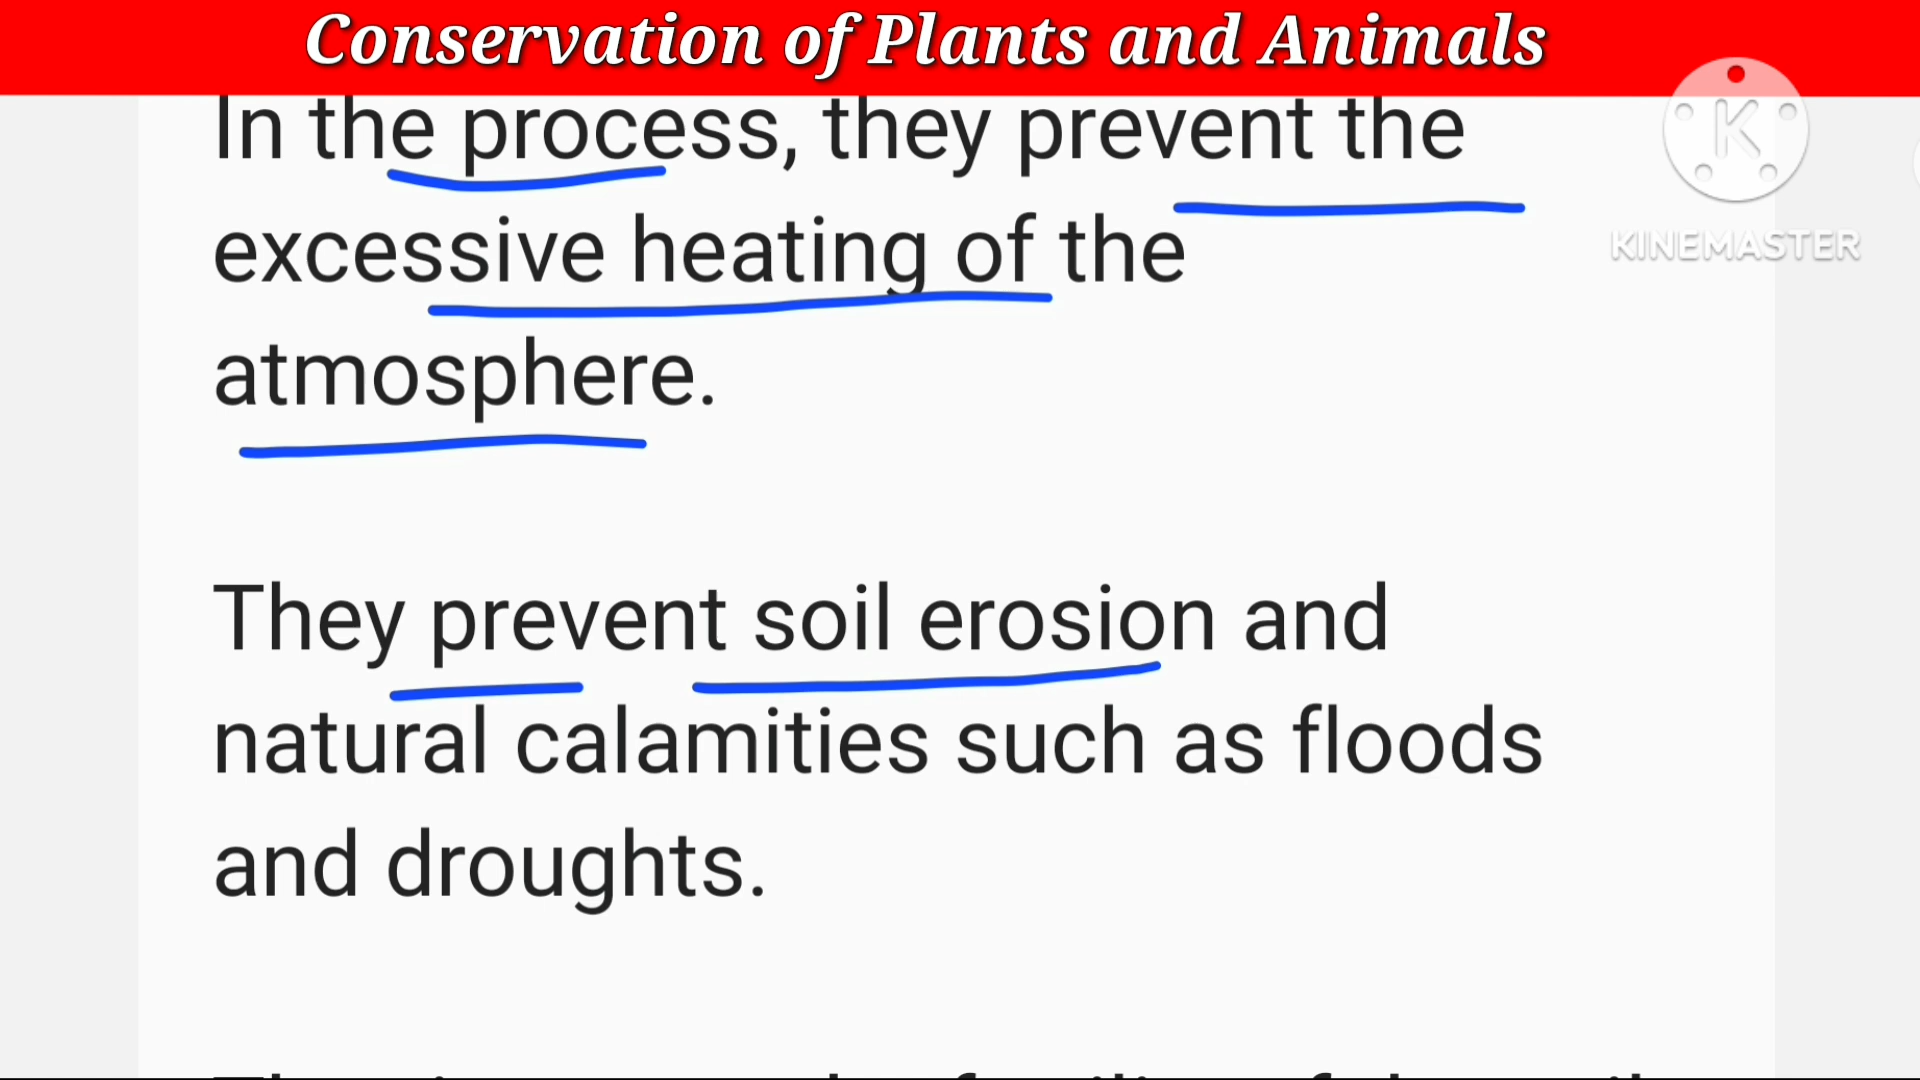 Conservation of Plants and Animals
In the process, they prevent the
K
KINEMASTER
excessive heating of the
atmosphere.
They prevent soil erosion and
natural calamities such as floods
and droughts.